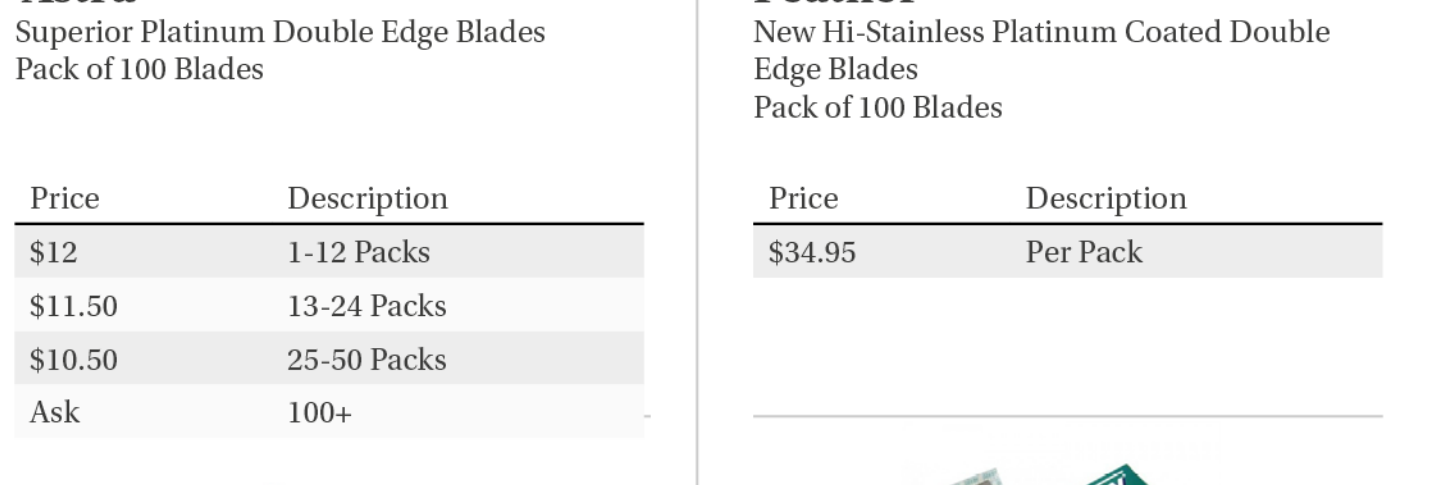 Superior Platinum Double Edge Blades
Pack of 100 Blades
Price Description
$12 1-12 Packs
$11.50 13-24 Packs
$10.50 25-50 Packs
Ask 100+
New Hi-Stainless Platinum Coated Double
Edge Blades
Pack of 100 Blades
Price Description
$34.95 Per Pack